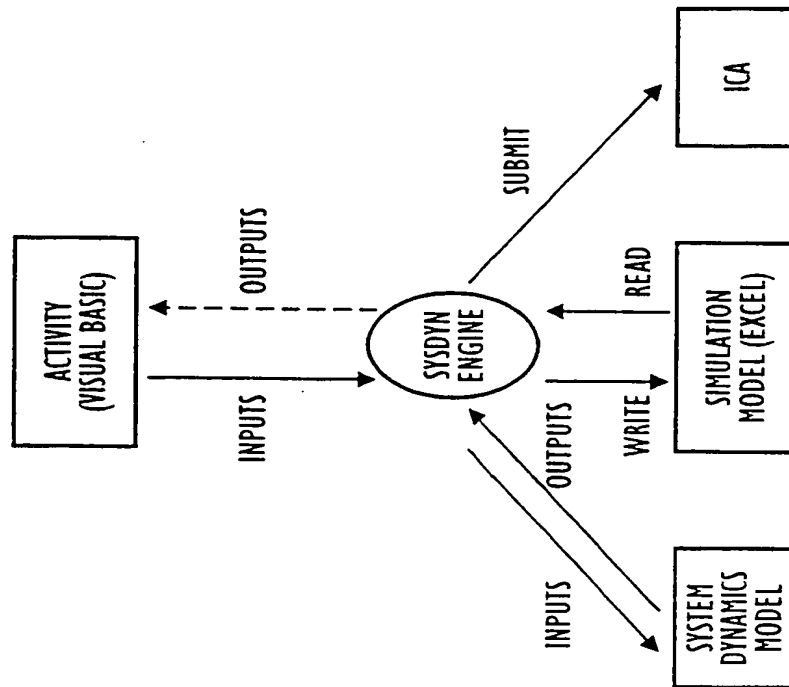 ACTIVITY
(VISUAL BASIC)
INPUTS
OUTPUTS
SYSDYN
ENGINE
INPUTS
OUTPUTS
WRITE
READ
SUBMIT
SYSTEM
DYNAMICS
MODEL
SIMULATION
MODEL (EXCEL)
ICA